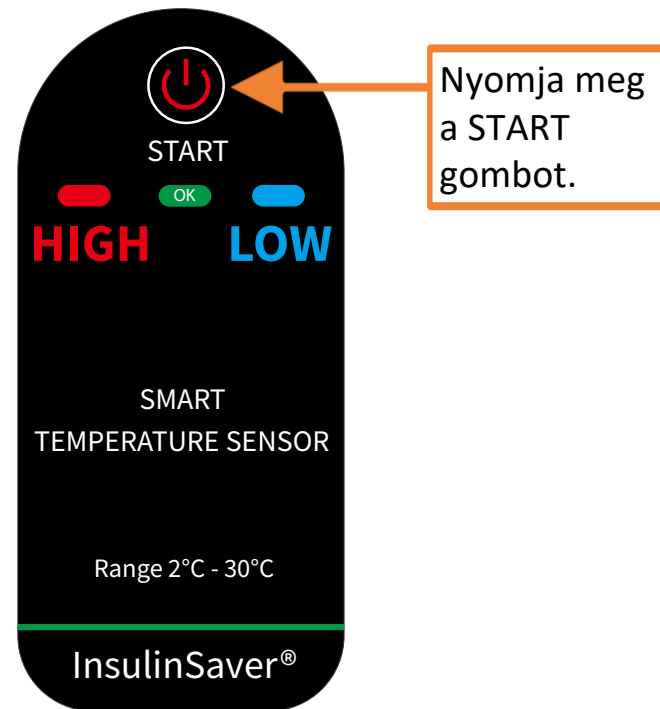 Nyomja meg
a START
gombot.
START
OK
HIGH LOW
SMART
TEMPERATURE SENSOR
Range 2°C - 30°C
InsulinSaver®